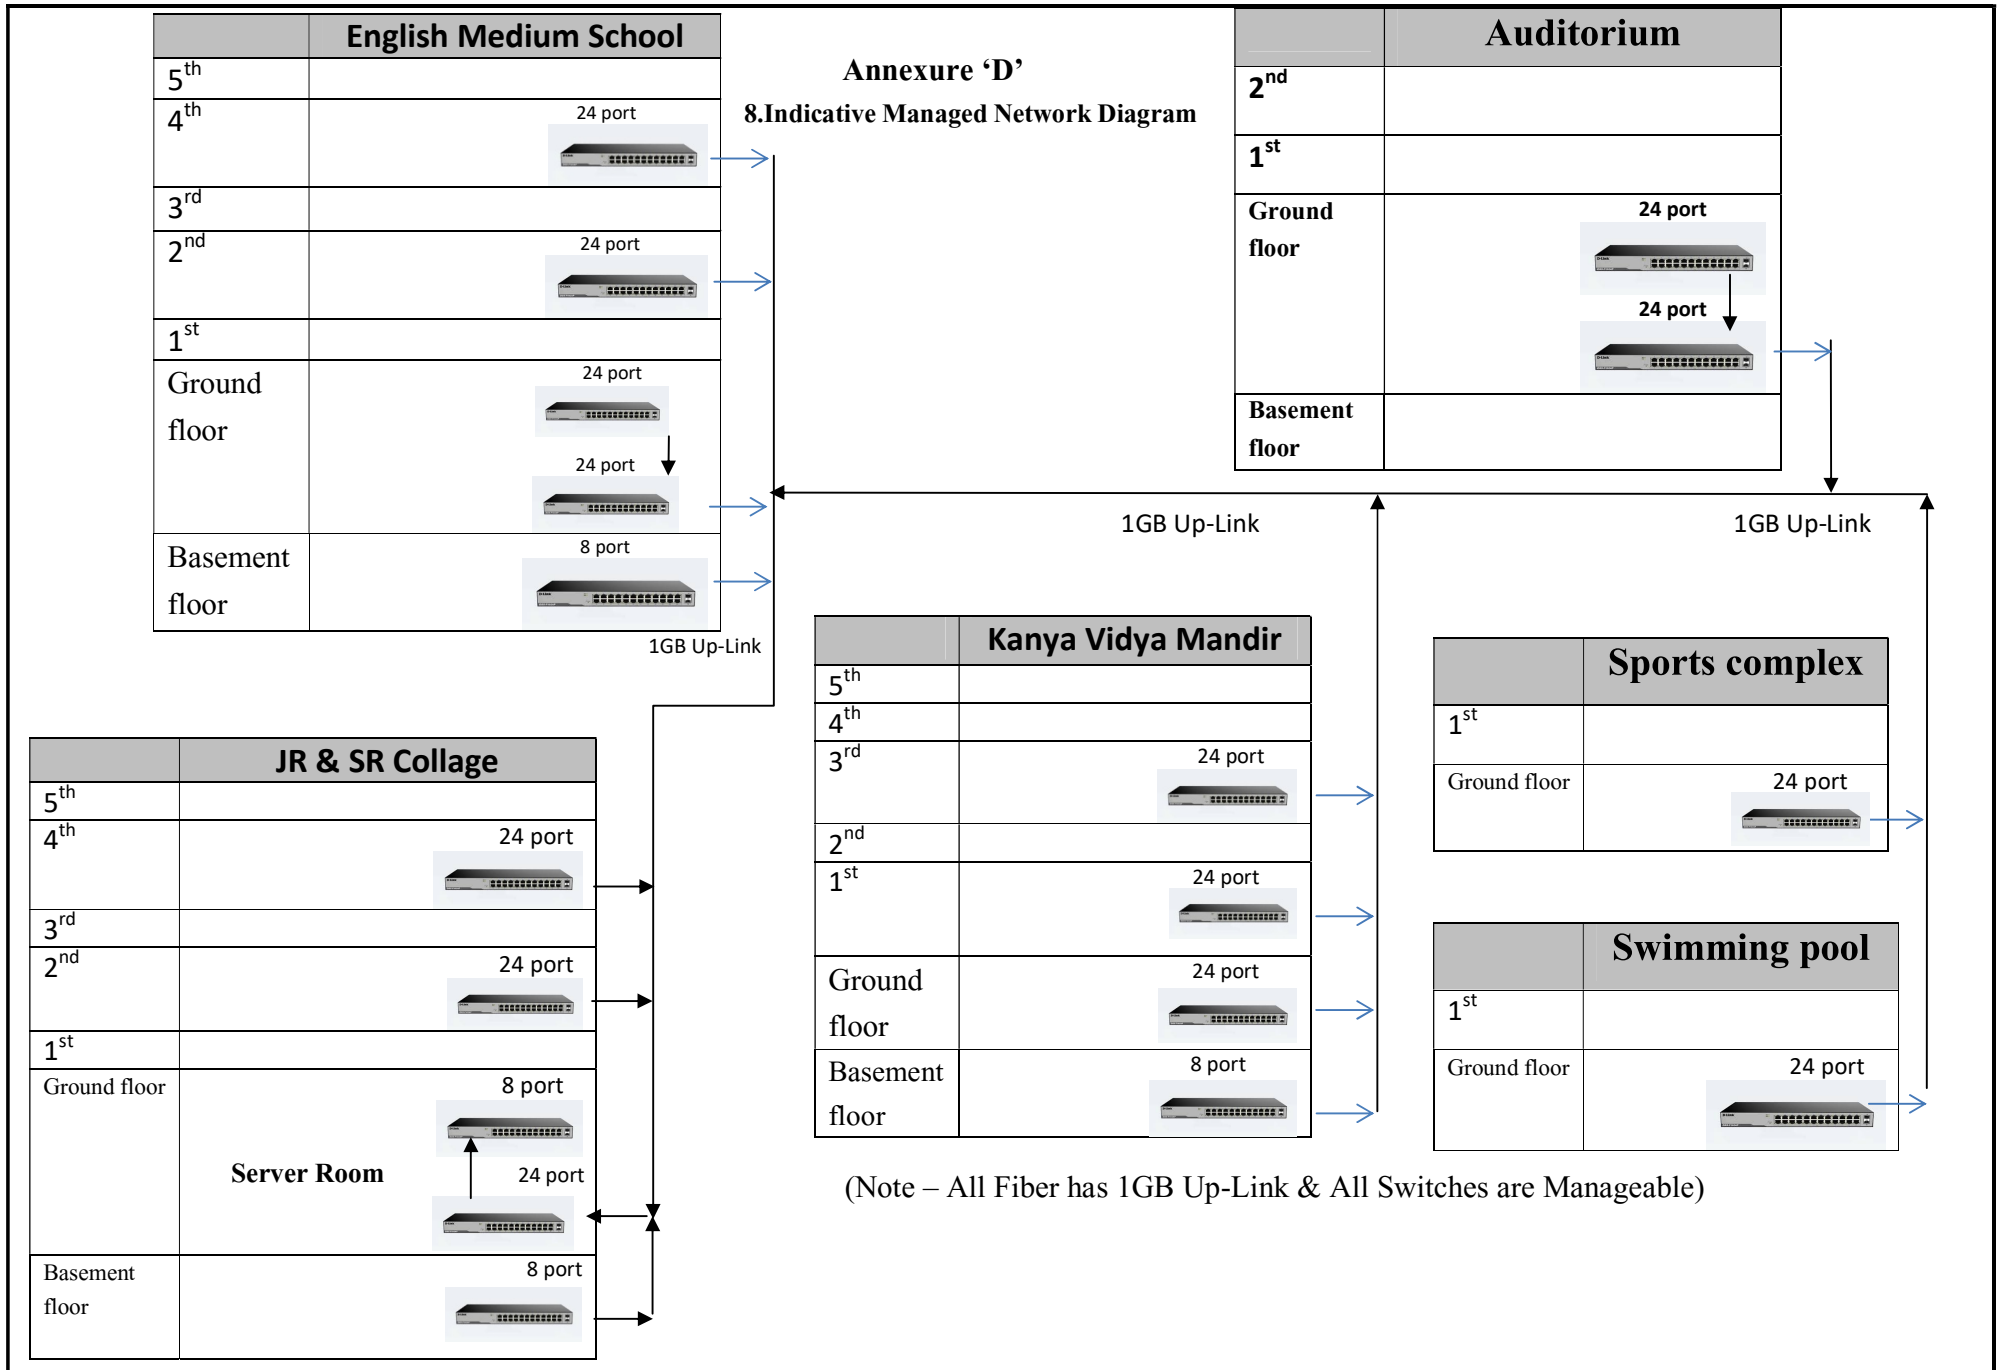 Annexure ‘D’
8.Indicative Managed Network Diagram
English Medium School
5th
4th
24 port
3rd
2nd
24 port
1st
Ground
floor
24 port
24 port
Basement
floor
8 port
1GB Up-Link
Auditorium
2nd
1st
Ground
floor
24 port
24 port
Basement
floor
1GB Up-Link
1GB Up-Link
JR & SR Collage
5th
4th
24 port
3rd
2nd
24 port
1st
Ground floor
8 port
Server Room
24 port
Basement
floor
8 port
Kanya Vidya Mandir
5th
4th
3rd
24 port
2nd
1st
24 port
Ground
floor
24 port
Basement
floor
8 port
Sports complex
1st
Ground floor
24 port
Swimming pool
1st
Ground floor
24 port
(Note – All Fiber has 1GB Up-Link & All Switches are Manageable)